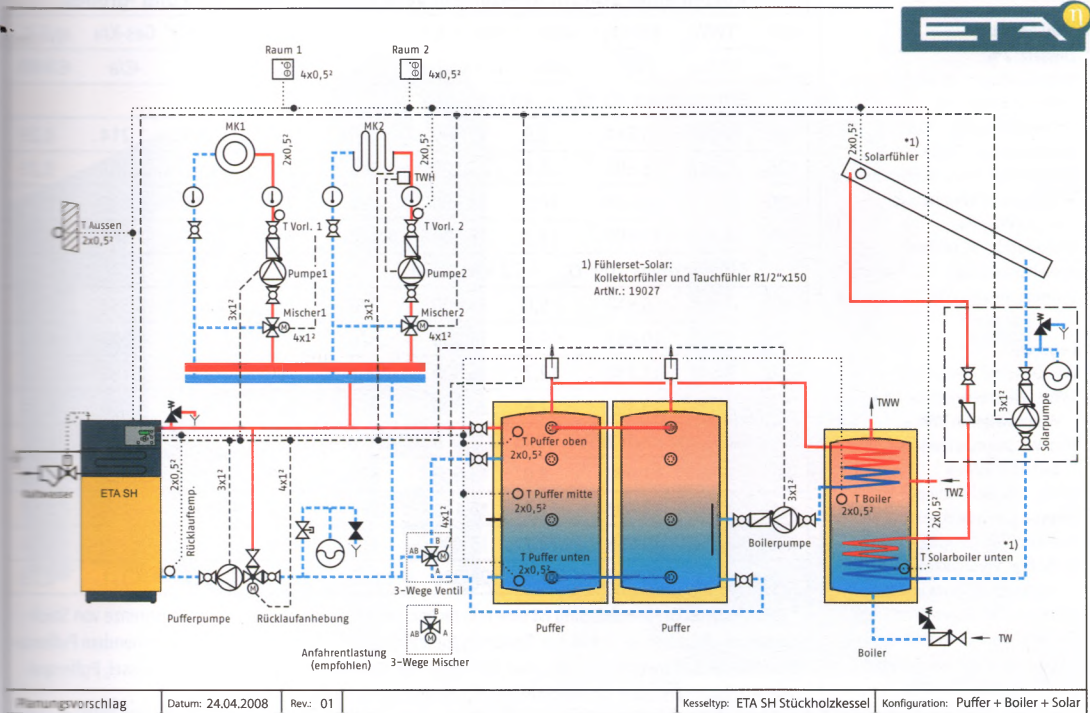 ETA η
Raum 1
4x0,5²
Raum 2
4x0,5²
MK1
MK2
2x0,5²
2x0,5²
TWH
2x0,5²
*1)
Solarfühler
T Aussen
2x0,5²
T Vorl. 1
T Vorl. 2
Pumpe1
Pumpe2
3x1²
3x1²
Mischer1
M
4x1²
Mischer2
M
4x1²
1) Fühlerset-Solar:
Kollektorfühler und Tauchfühler R1/2"x150
ArtNr.: 19027
3x1²
Solarpumpe
TWW
TWZ
ETA SH
2x0,5²
Rücklauftemp.
3x1²
4x1²
4x1²
T Puffer oben
2x0,5²
T Puffer mitte
2x0,5²
T Puffer unten
2x0,5²
3x1²
Boilerpumpe
T Boiler
2x0,5²
2x0,5²
*1)
T Solarboiler unten
B
AB
M
A
3-Wege Ventil
B
AB
A
M
3-Wege Mischer
M
Pufferpumpe
Rücklaufanhebung
Anfahrentlastung
(empfohlen)
Puffer
Puffer
Boiler
TW
Datum: 24.04.2008
Rev.: 01
Kesseltyp: ETA SH Stückholzkessel
Konfiguration: Puffer + Boiler + Solar